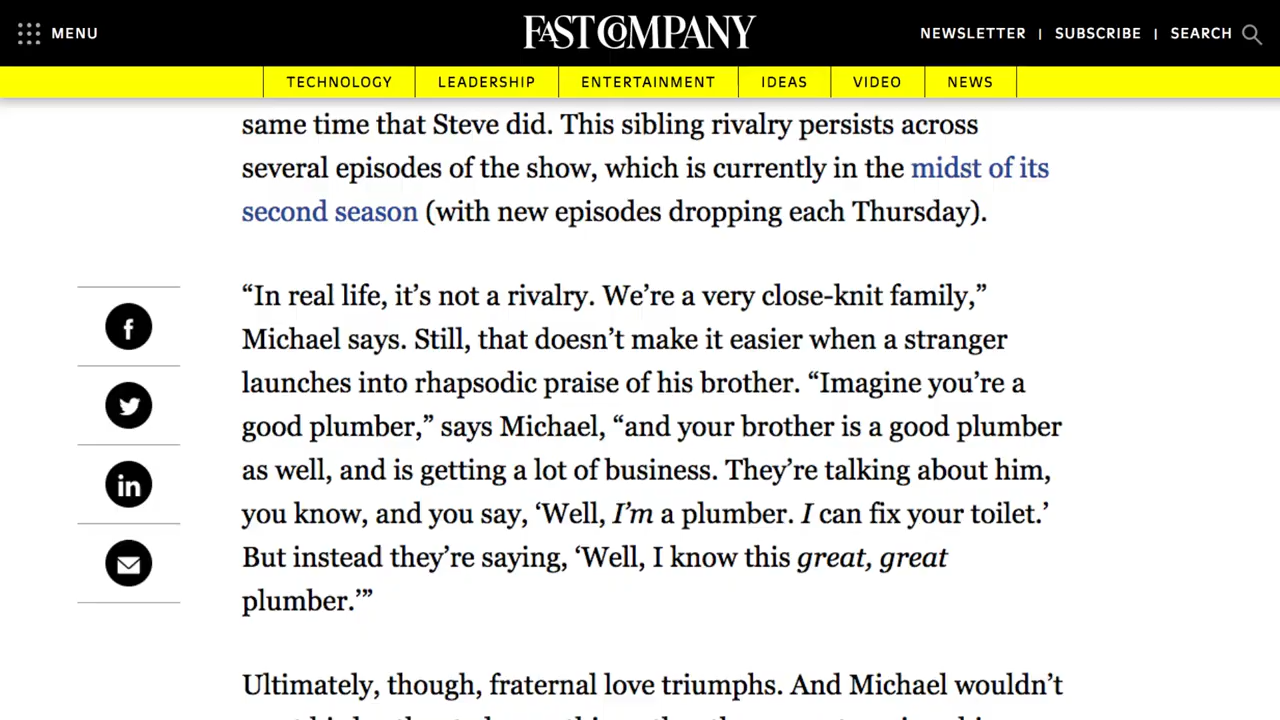 MENU
FAST COMPANY
NEWSLETTER | SUBSCRIBE | SEARCH
TECHNOLOGY LEADERSHIP ENTERTAINMENT IDEAS VIDEO NEWS
same time that Steve did. This sibling rivalry persists across
several episodes of the show, which is currently in the midst of its
second season (with new episodes dropping each Thursday).
“In real life, it’s not a rivalry. We’re a very close-knit family,”
Michael says. Still, that doesn’t make it easier when a stranger
launches into rhapsodic praise of his brother. “Imagine you’re a
good plumber,” says Michael, “and your brother is a good plumber
as well, and is getting a lot of business. They’re talking about him,
you know, and you say, ‘Well, I’m a plumber. I can fix your toilet.’
But instead they’re saying, ‘Well, I know this great, great
plumber.’”
Ultimately, though, fraternal love triumphs. And Michael wouldn’t